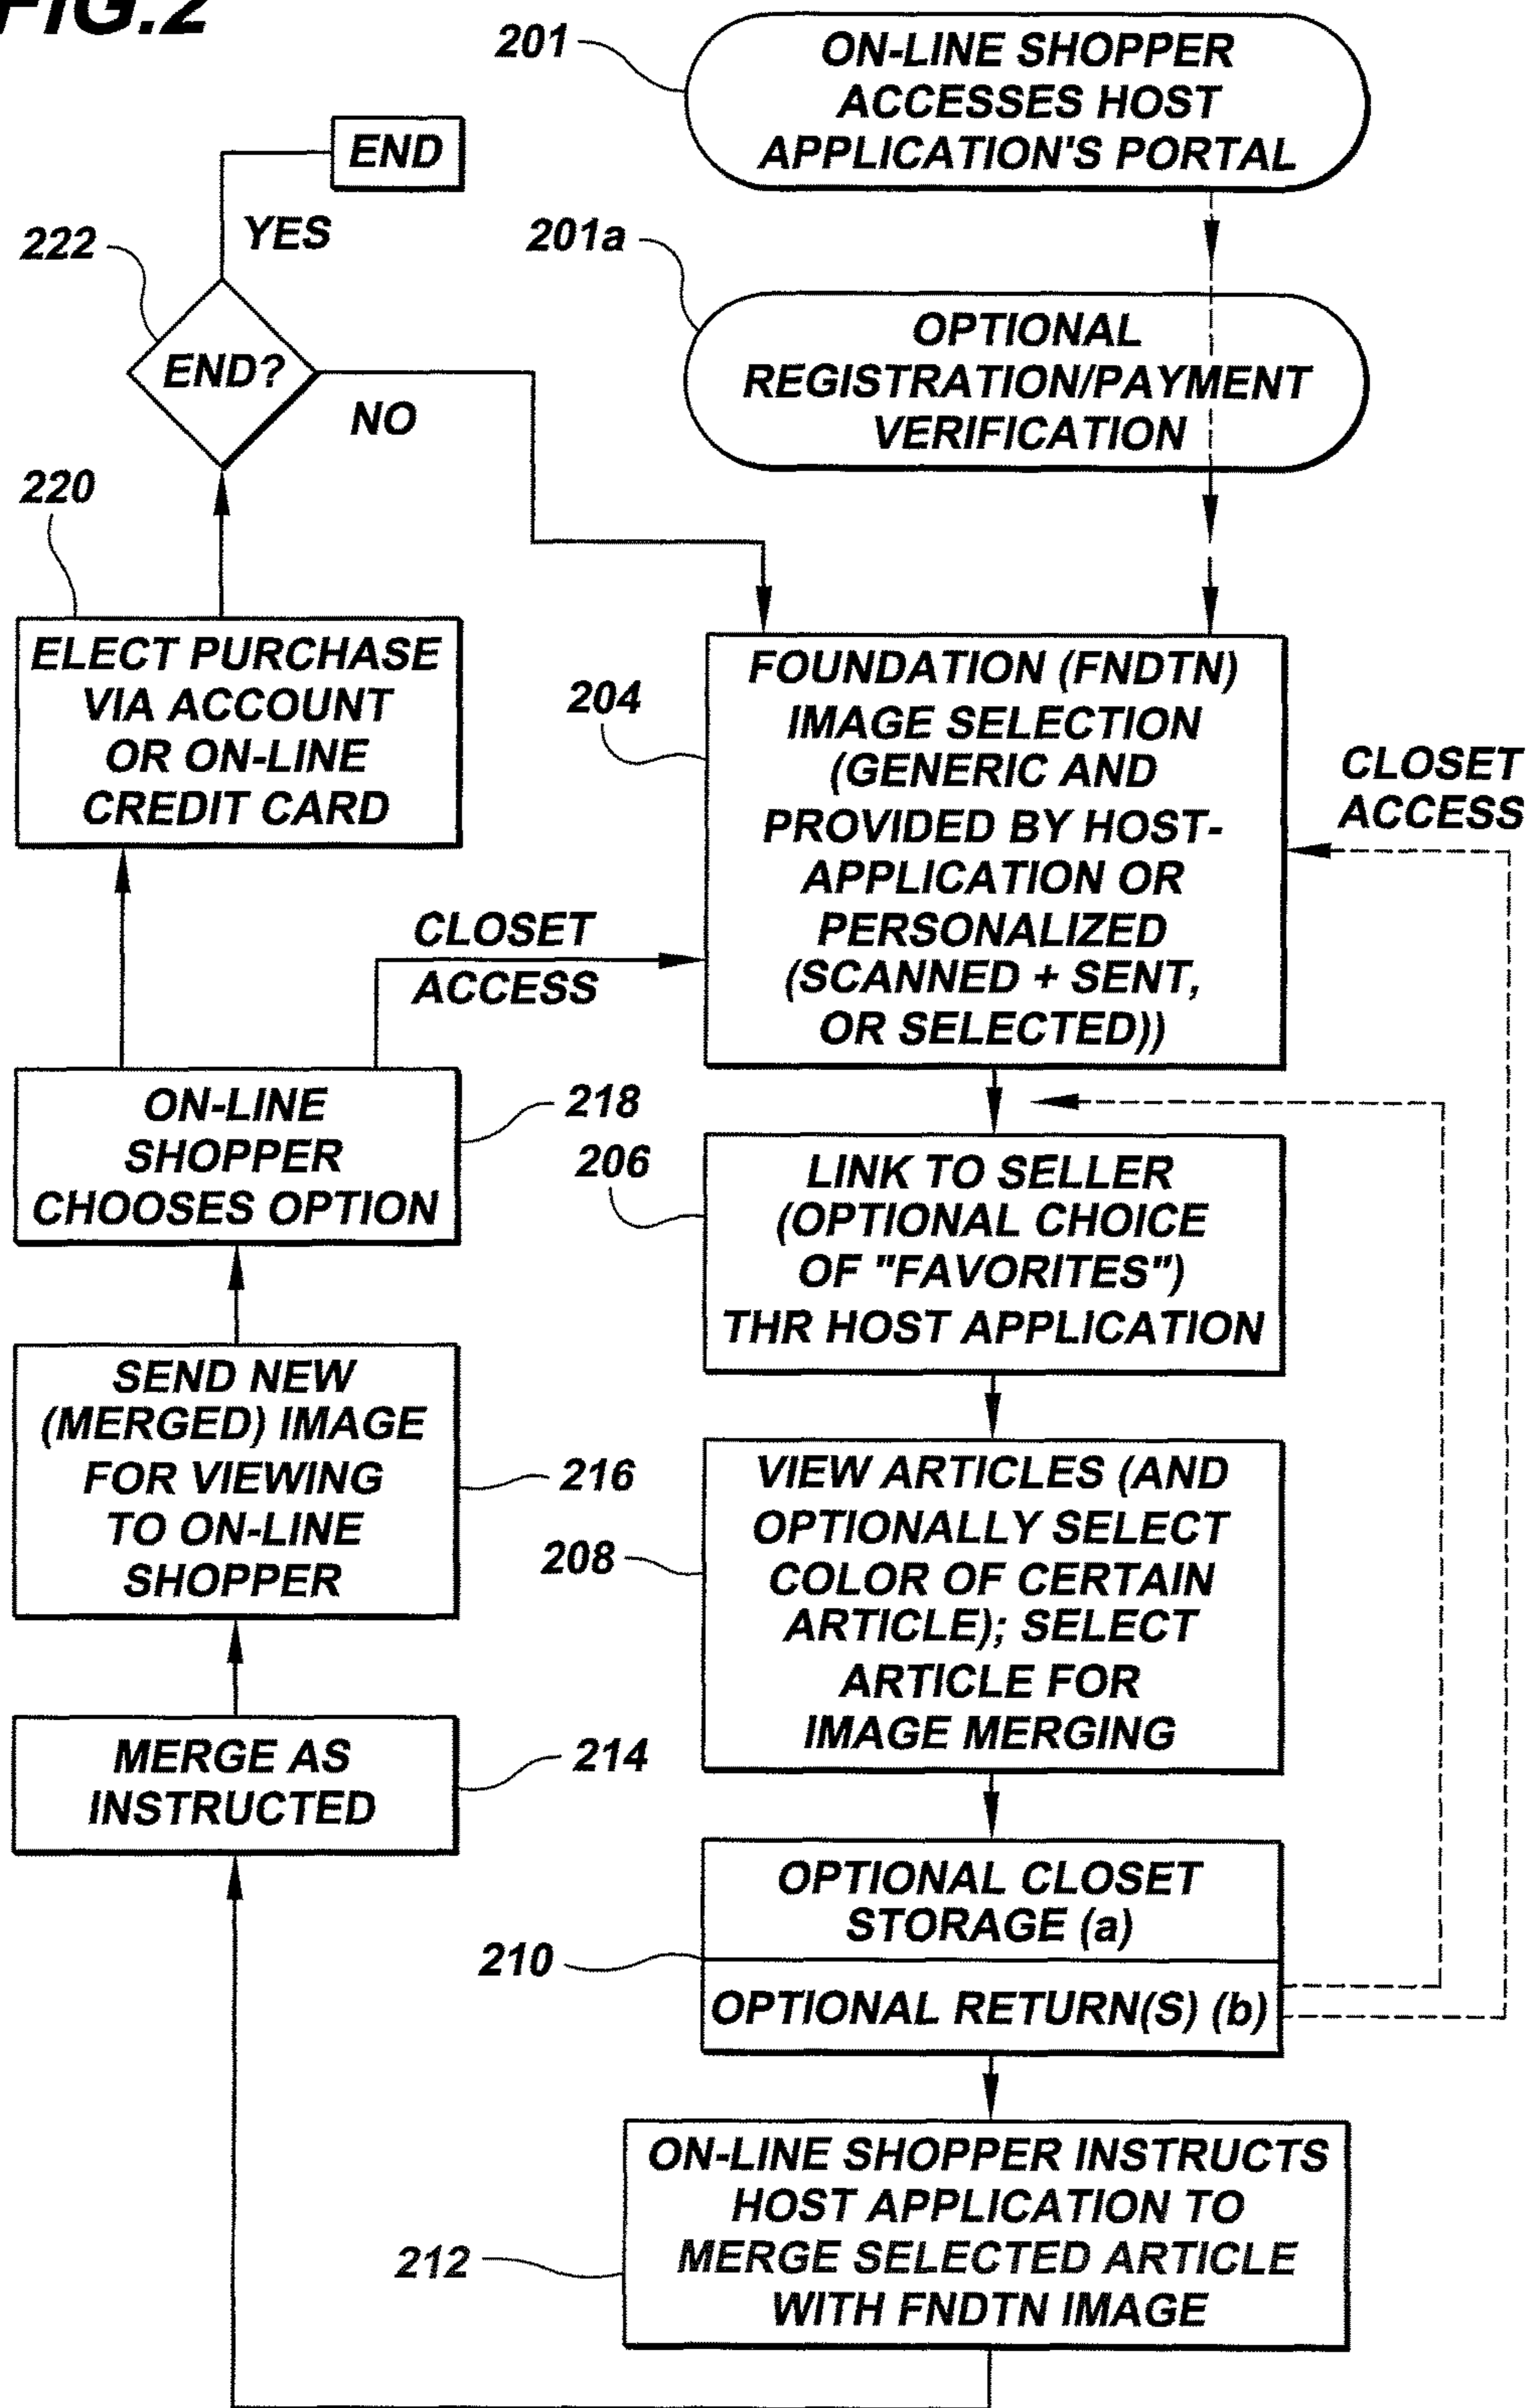 FIG.2
201
ON-LINE SHOPPER
ACCESSES HOST
APPLICATION'S PORTAL
END
YES
222
END?
NO
201a
OPTIONAL
REGISTRATION/PAYMENT
VERIFICATION
220
ELECT PURCHASE
VIA ACCOUNT
OR ON-LINE
CREDIT CARD
204
FOUNDATION (FNDTN)
IMAGE SELECTION
(GENERIC AND
PROVIDED BY HOST-
APPLICATION OR
PERSONALIZED
(SCANNED + SENT,
OR SELECTED))
CLOSET
ACCESS
CLOSET
ACCESS
ON-LINE
SHOPPER
CHOOSES OPTION
218
206
LINK TO SELLER
(OPTIONAL CHOICE
OF "FAVORITES")
THR HOST APPLICATION
SEND NEW
(MERGED) IMAGE
FOR VIEWING
TO ON-LINE
SHOPPER
216
208
VIEW ARTICLES (AND
OPTIONALLY SELECT
COLOR OF CERTAIN
ARTICLE); SELECT
ARTICLE FOR
IMAGE MERGING
MERGE AS
INSTRUCTED
214
OPTIONAL CLOSET
STORAGE (a)
210
OPTIONAL RETURN(S) (b)
ON-LINE SHOPPER INSTRUCTS
HOST APPLICATION TO
MERGE SELECTED ARTICLE
WITH FNDTN IMAGE
212